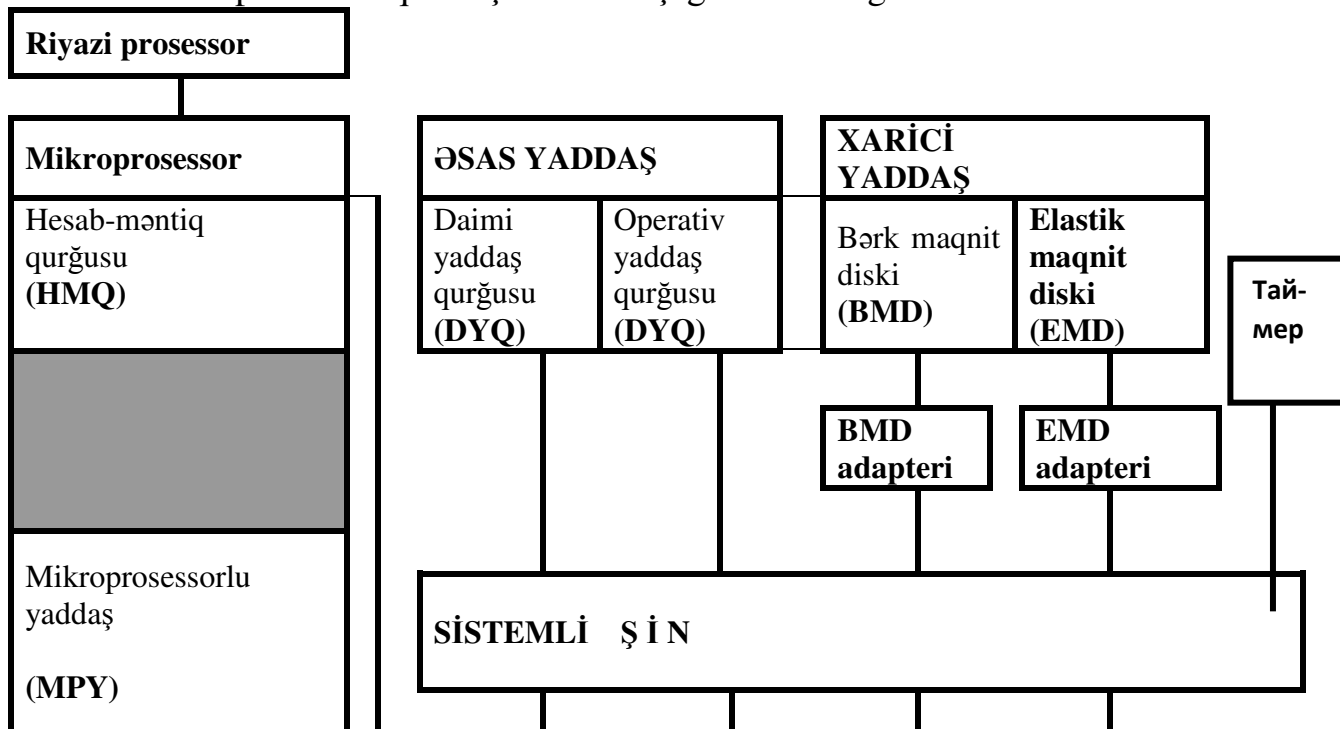 Riyazi prosessor
Mikroprosessor
Hesab-məntiq
qurğusu
(HMQ)
Mikroprosessorlu
yaddaş
(MPY)
ƏSAS YADDAŞ
Daimi
yaddaş
qurğusu
(DYQ)
Operativ
yaddaş
qurğusu
(DYQ)
XARİCİ
YADDAŞ
Bərk maqnit
diski
(BMD)
Elastik
maqnit
diski
(EMD)
Тай-
мер
BMD
adapteri
EMD
adapteri
SİSTEMLİ Ş İ N